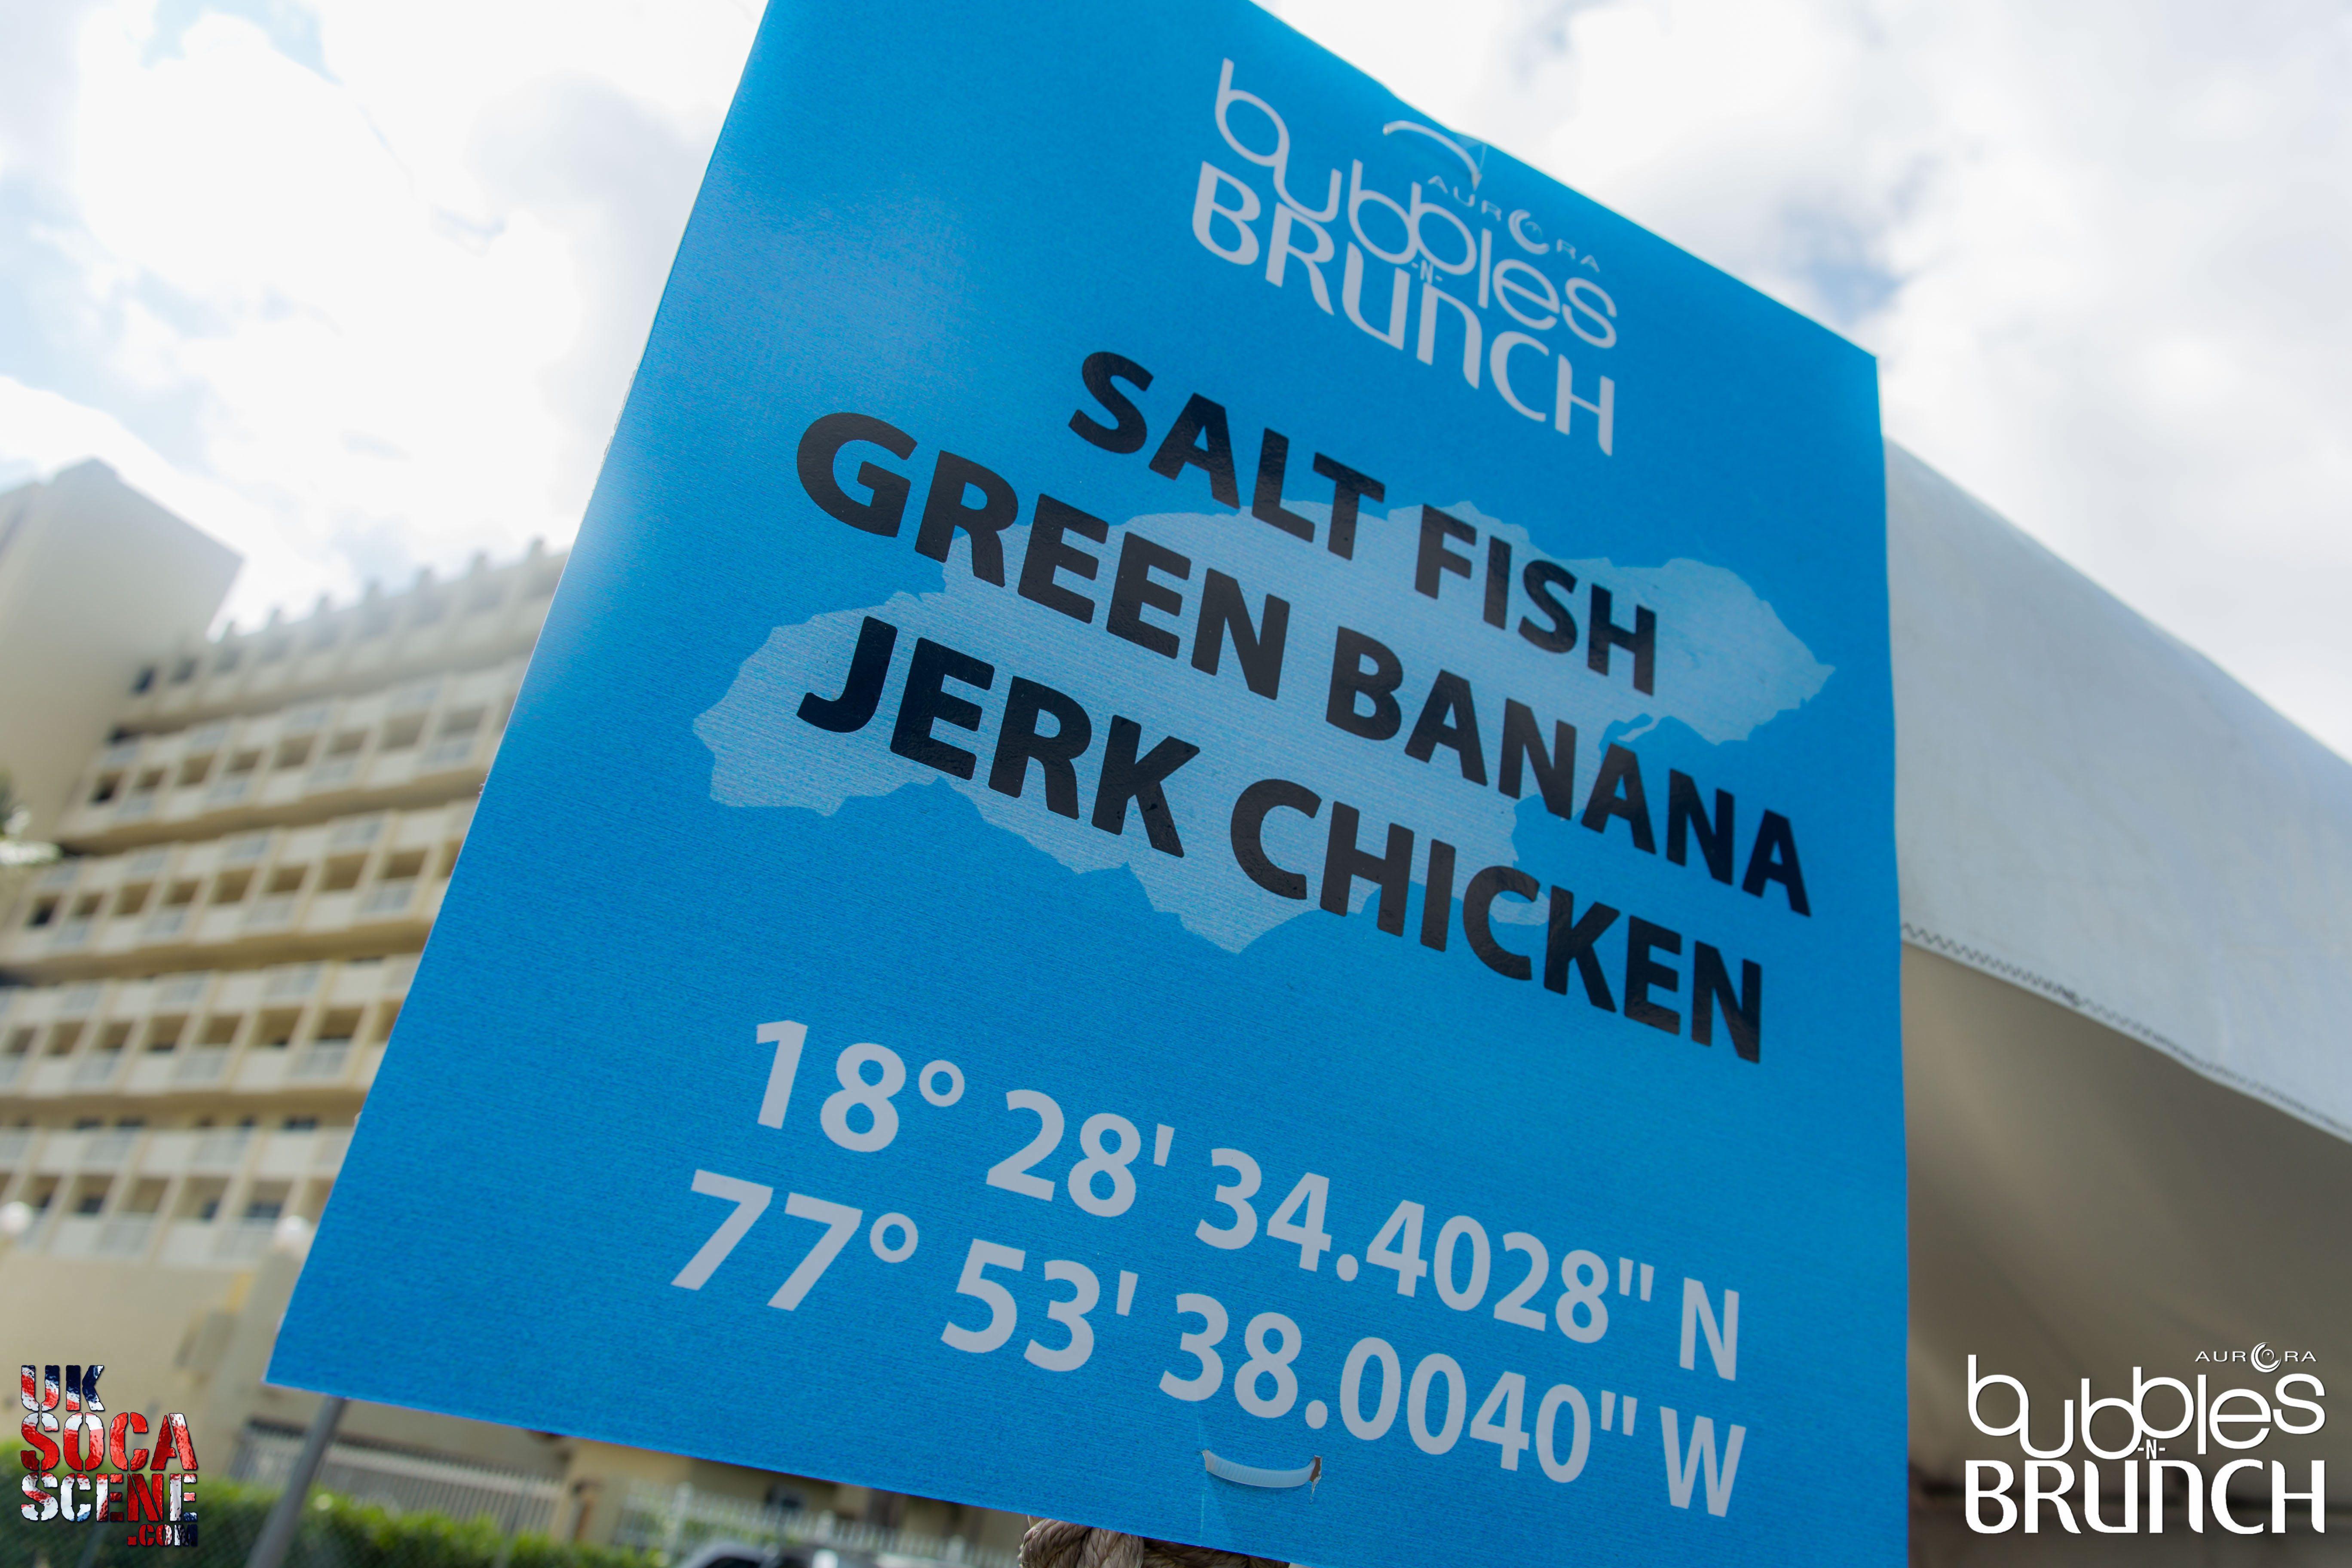 AURORA
bubbles
-N-
BRUNCH
SALT FISH
GREEN BANANA
JERK CHICKEN
18° 28' 34.4028" N
77° 53' 38.0040" W
UK
SOCA
SCENE
.COM
AURORA
bubbles
-N-
BRUNCH